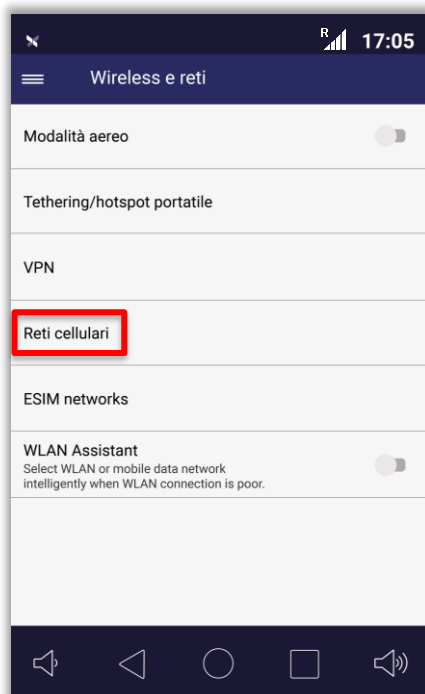 R 17:05
Wireless e reti
Modalità aereo
Tethering/hotspot portatile
VPN
Reti cellulari
ESIM networks
WLAN Assistant
Select WLAN or mobile data network
intelligently when WLAN connection is poor.